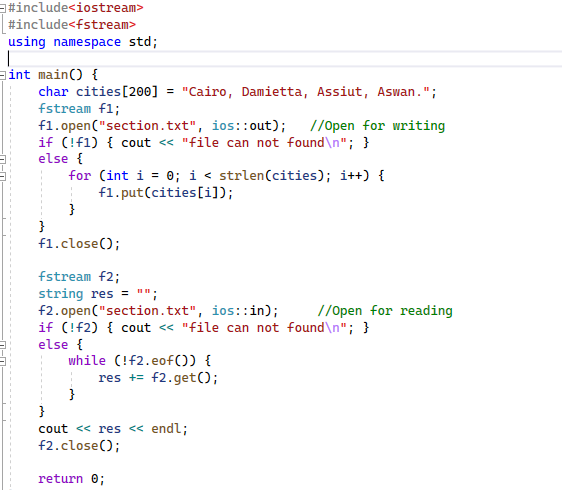 #include<iostream>
#include<fstream>
using namespace std;
int main() {
    char cities[200] = "Cairo, Damietta, Assiut, Aswan.";
    fstream f1;
    f1.open("section.txt", ios::out);   //Open for writing
    if (!f1) { cout << "file can not found\n"; }
    else {
        for (int i = 0; i < strlen(cities); i++) {
            f1.put(cities[i]);
        }
    }
    f1.close();
    fstream f2;
    string res = "";
    f2.open("section.txt", ios::in);     //Open for reading
    if (!f2) { cout << "file can not found\n"; }
    else {
        while (!f2.eof()) {
            res += f2.get();
        }
    }
    cout << res << endl;
    f2.close();
    return 0;